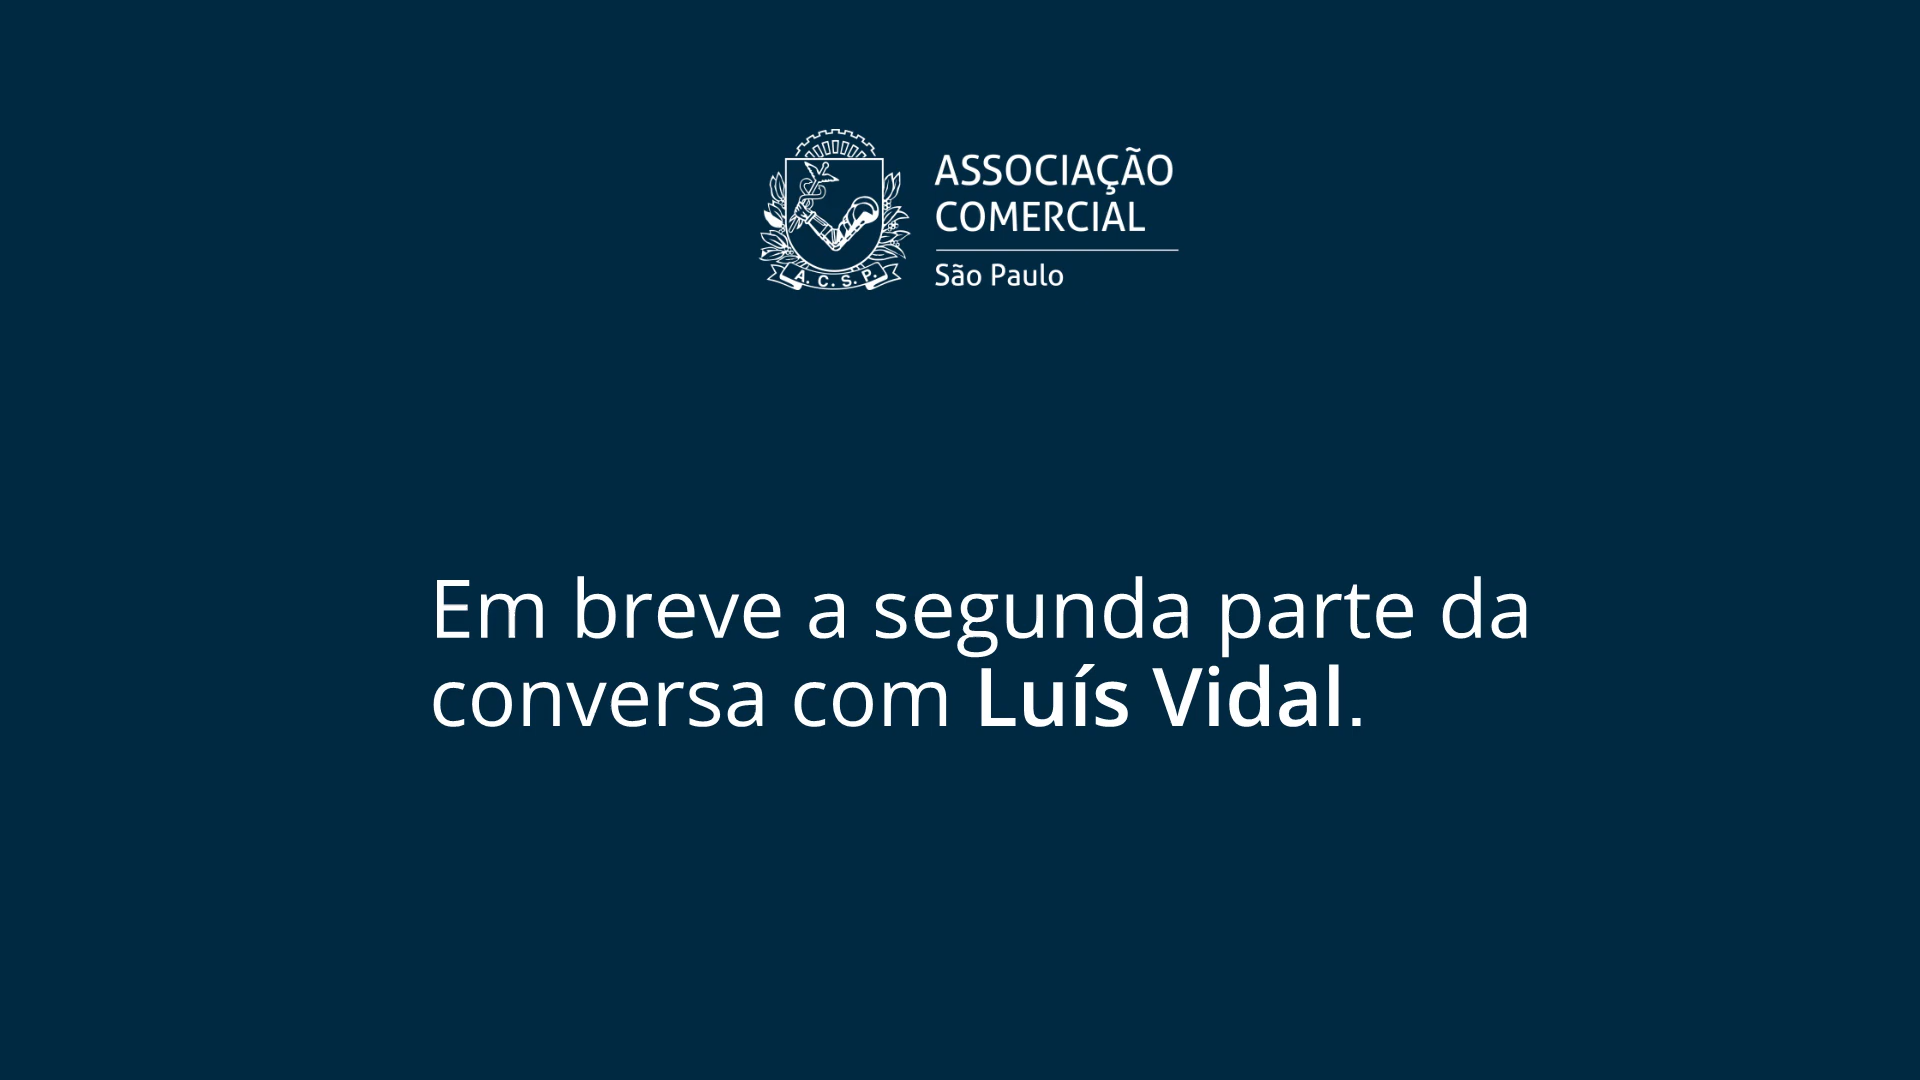 ASSOCIAÇÃO
COMERCIAL
São Paulo
A. C. S. P.
Em breve a segunda parte da
conversa com Luís Vidal.